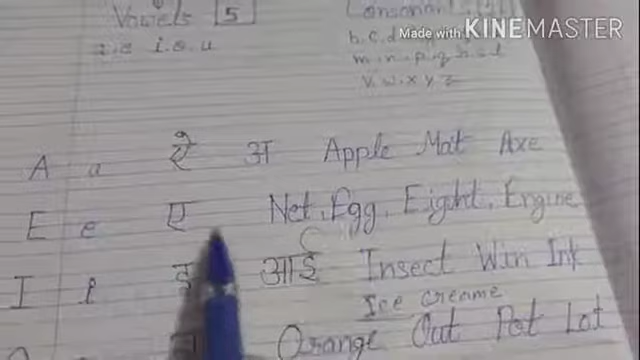 Vowels 5 Consonant
a.e i.o.u b.c.d
m.n.p.q
v.w.x y z
Made with KINEMASTER
A a ऐ अ Apple Mat Axe
E e ए Net, Egg, Eight, Engine
I i इ आई Insect Win Ink
Ice creame
Orange Out Pot Lot